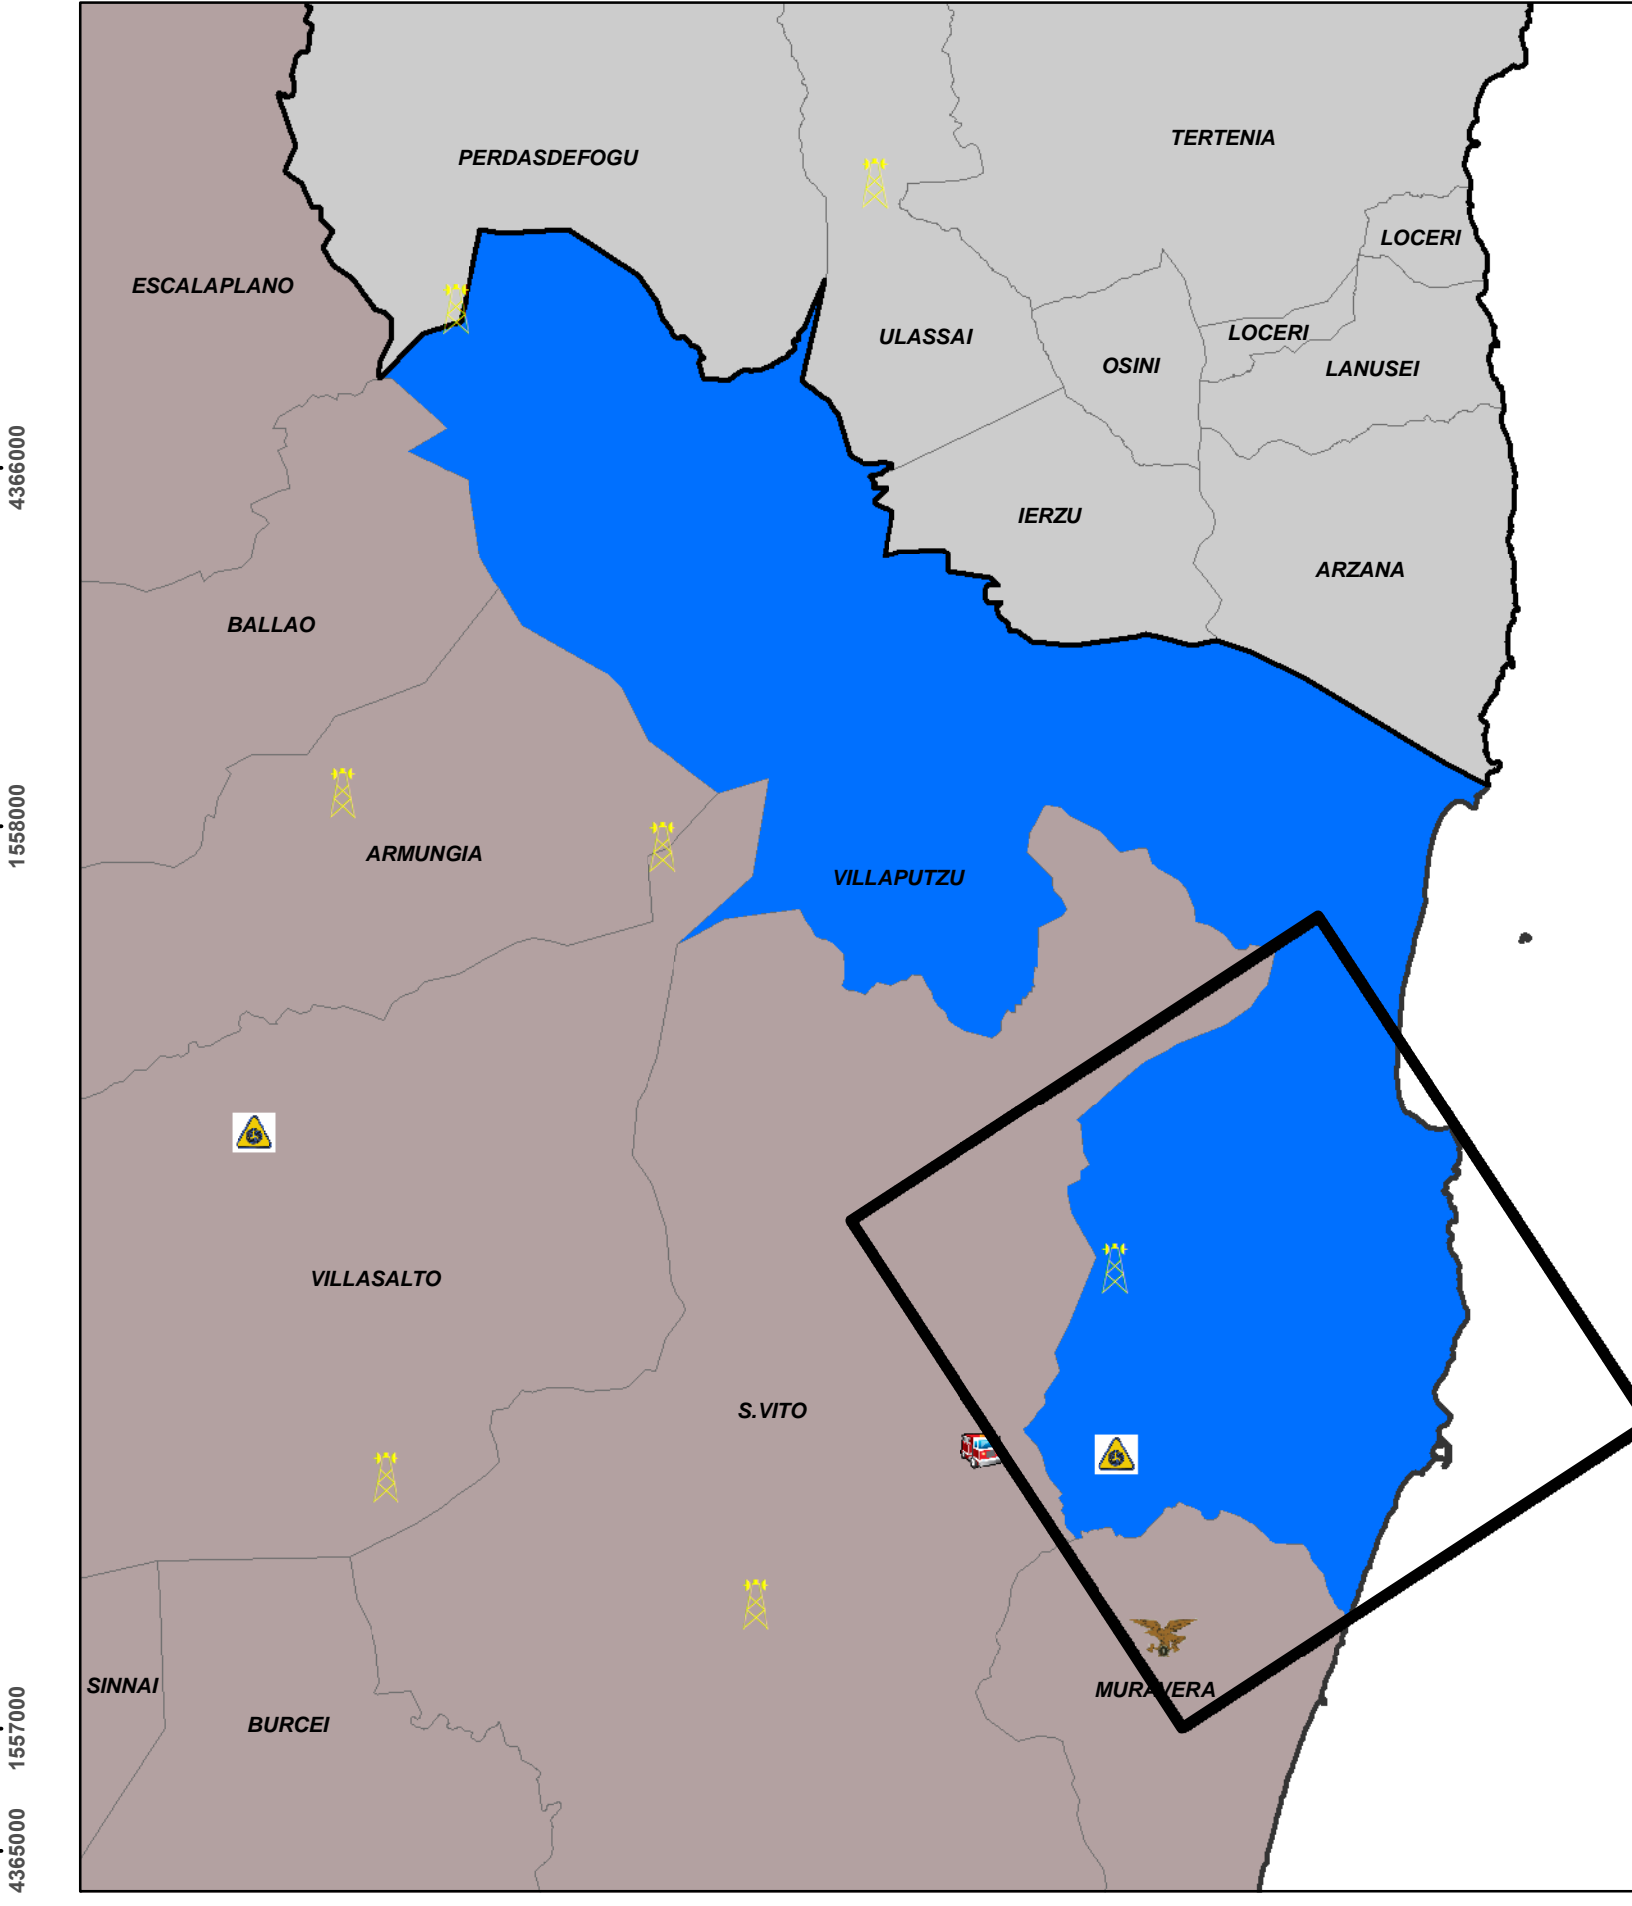 TERTENIA
PERDASDEFOGU
LOCERI
ESCALAPLANO
LOCERI
ULASSAI
OSINI
LANUSEI
4366000
IERZU
ARZANA
BALLAO
1558000
ARMUNGIA
VILLAPUTZU
VILLASALTO
S.VITO
SINNAI
MURAVERA
1557000
BURCEI
4365000